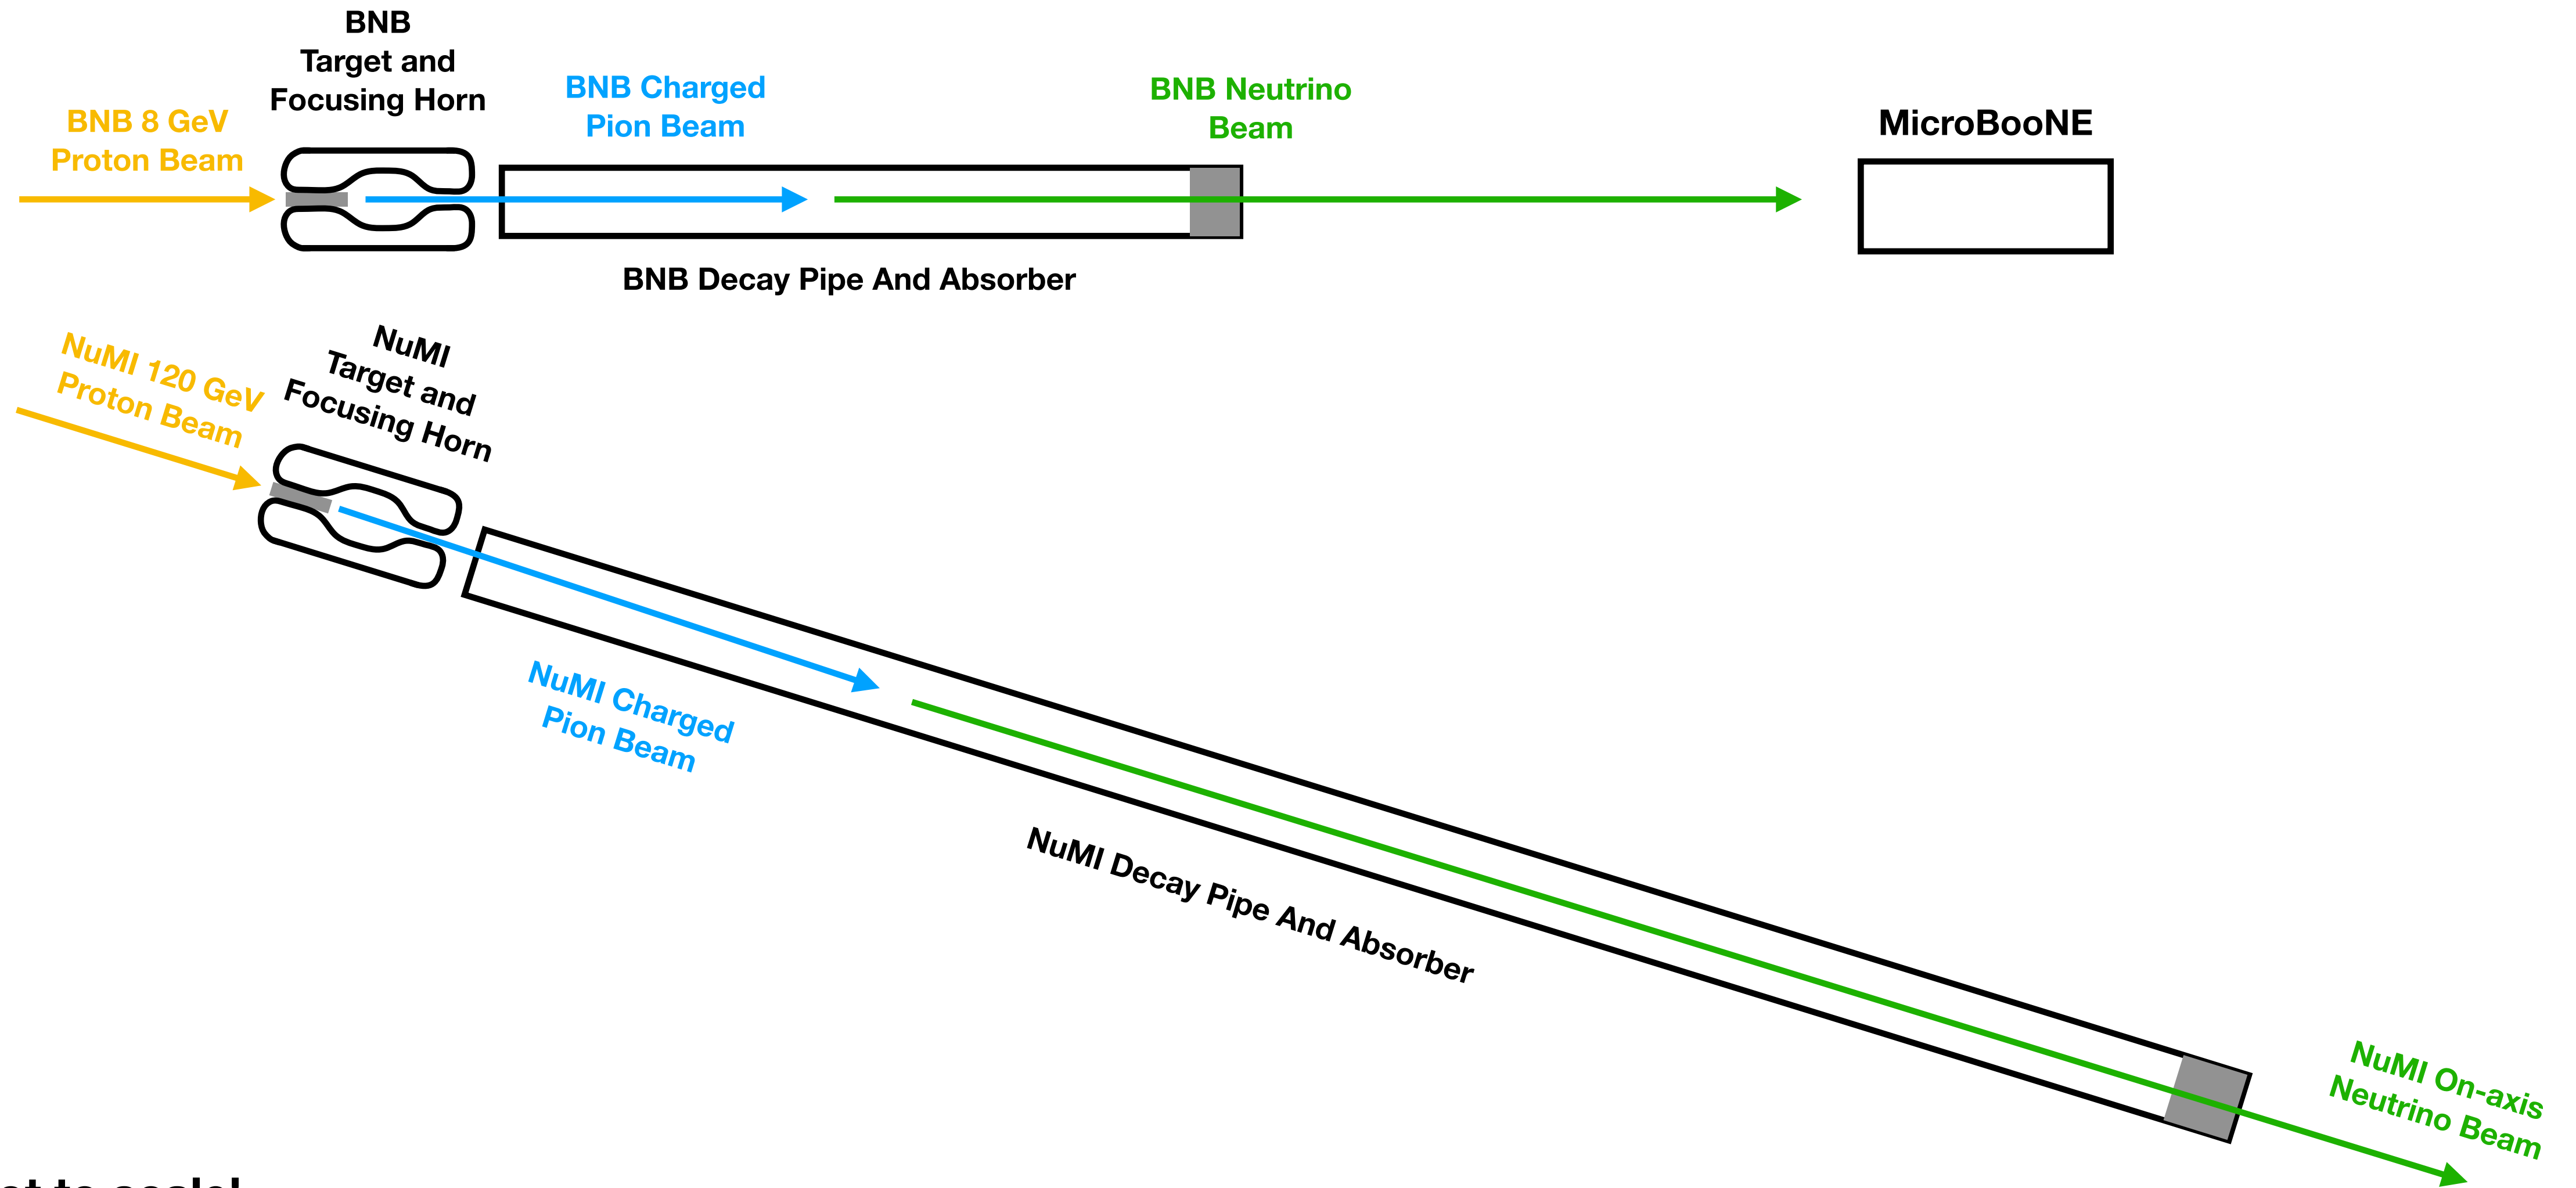 BNB
Target and
Focusing Horn
BNB 8 GeV
Proton Beam
BNB Charged
Pion Beam
BNB Neutrino
Beam
MicroBooNE
BNB Decay Pipe And Absorber
NuMI 120 GeV
Proton Beam
NuMI
Target and
Focusing Horn
NuMI Charged
Pion Beam
NuMI Decay Pipe And Absorber
NuMI On-axis
Neutrino Beam
to scale!